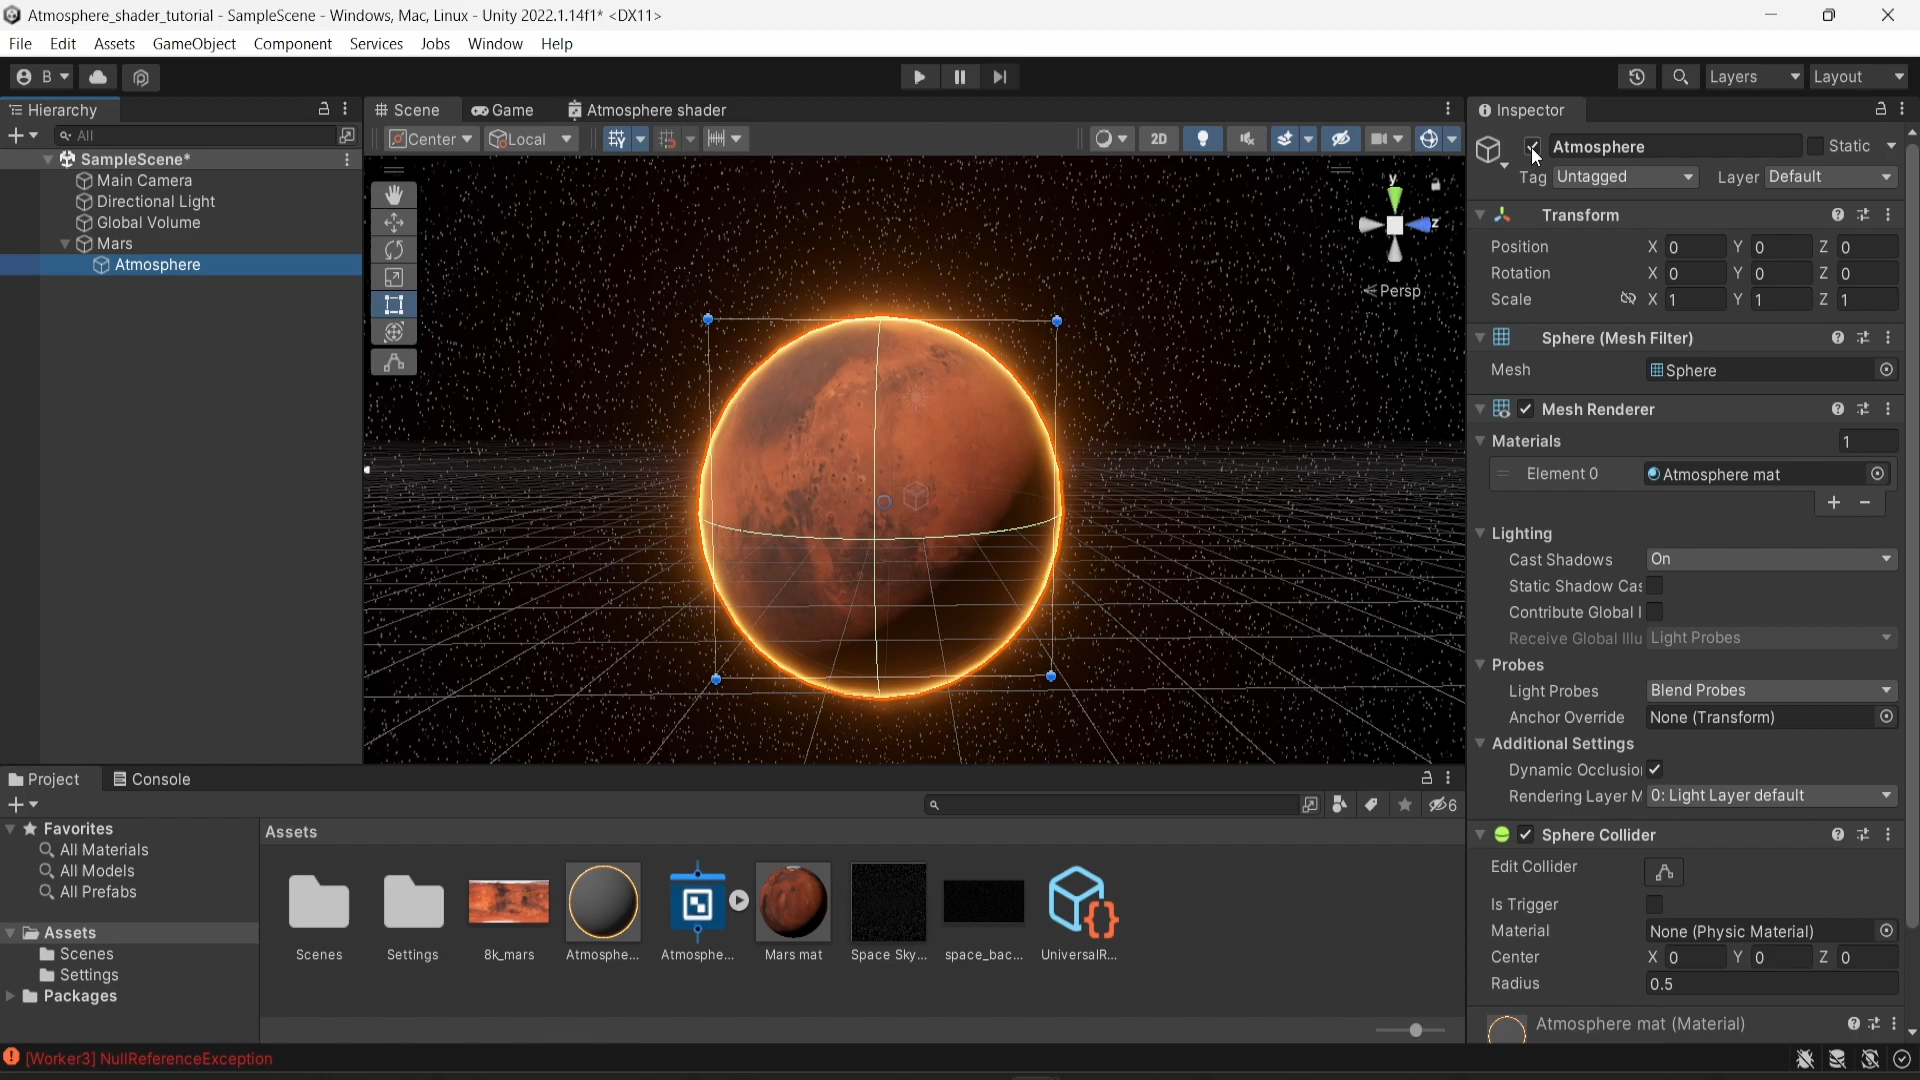 Atmosphere_shader_tutorial - SampleScene - Windows, Mac, Linux - Unity 2022.1.14f1* <DX11>
File Edit Assets GameObject Component Services Jobs Window Help
B Layers Layout
Hierarchy
All
SampleScene*
Main Camera
Directional Light
Global Volume
Mars
Atmosphere
Scene Game Atmosphere shader
Center Local 2D
y
z
Persp
Inspector
Atmosphere Static
Tag Untagged Layer Default
Transform
Position X 0 Y 0 Z 0
Rotation X 0 Y 0 Z 0
Scale X 1 Y 1 Z 1
Sphere (Mesh Filter)
Mesh Sphere
Mesh Renderer
Materials 1
Element 0 Atmosphere mat
Lighting
Cast Shadows On
Static Shadow Cas
Contribute Global I
Receive Global Illu Light Probes
Probes
Light Probes Blend Probes
Anchor Override None (Transform)
Additional Settings
Dynamic Occlusion
Rendering Layer M 0: Light Layer default
Sphere Collider
Edit Collider
Is Trigger
Material None (Physic Material)
Center X 0 Y 0 Z 0
Radius 0.5
Atmosphere mat (Material)
Project Console
6
Favorites
All Materials
All Models
All Prefabs
Assets
Scenes
Settings
Packages
Assets
Scenes Settings 8k_mars Atmosphe... Atmosphe... Mars mat Space Sky... space_bac... UniversalR...
[Worker3] NullReferenceException